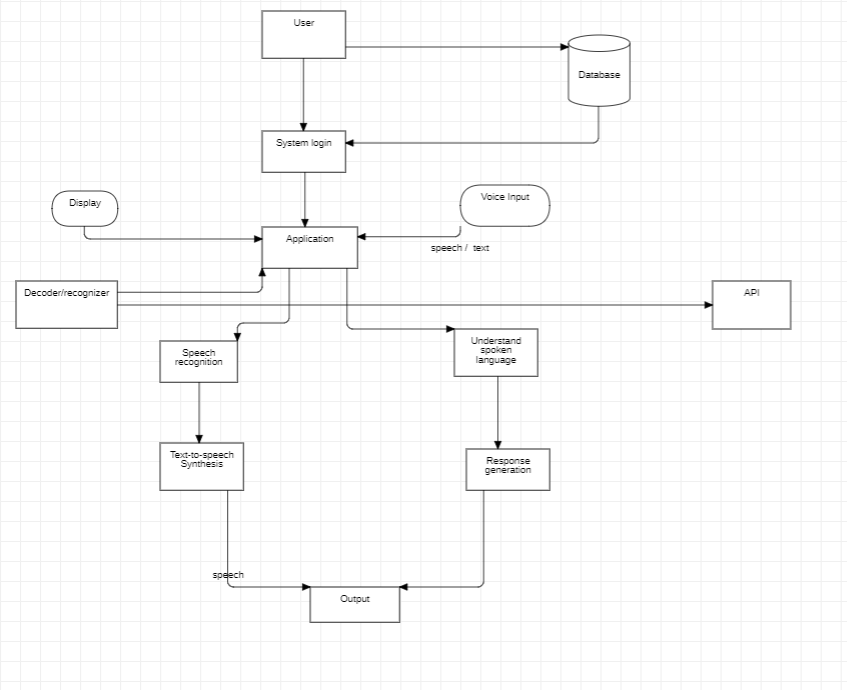 User
Database
System login
Display
Voice Input
Application
speech / text
Decoder/recognizer
API
Understand
spoken
language
Speech
recognition
Text-to-speech
Synthesis
Response
generation
speech
Output